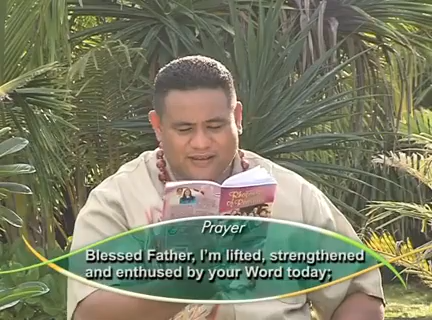 Prayer
Blessed Father, I'm lifted, strengthened
and enthused by your Word today;